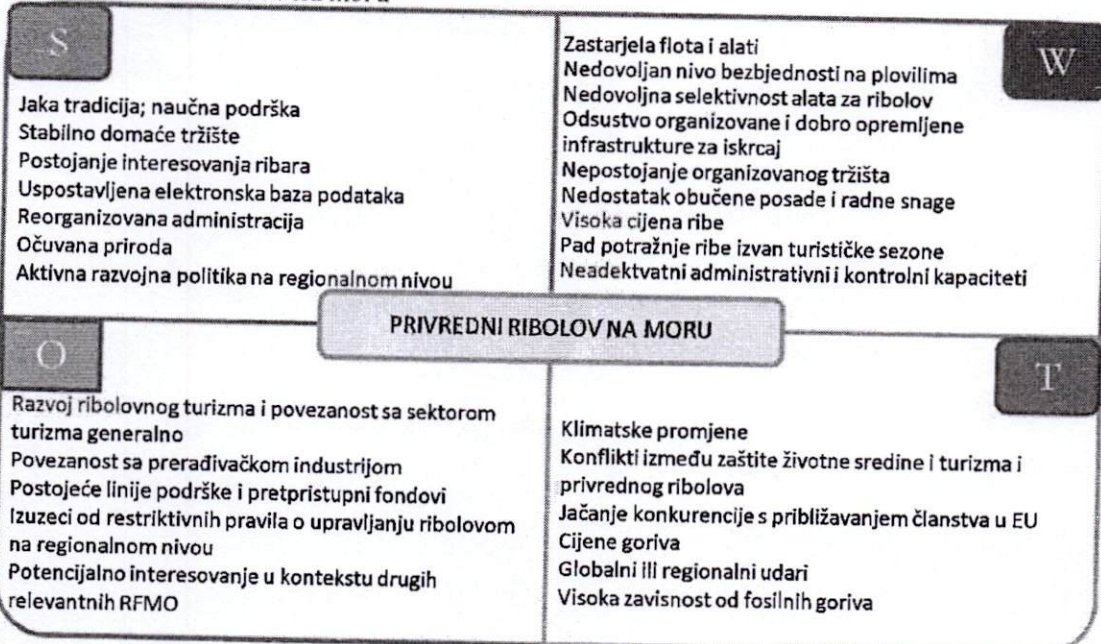 S
Jaka tradicija; naučna podrška
Stabilno domaće tržište
Postojanje interesovanja ribara
Uspostavljena elektronska baza podataka
Reorganizovana administracija
Očuvana priroda
Aktivna razvojna politika na regionalnom nivou
W
Zastarjela flota i alati
Nedovoljan nivo bezbjednosti na plovilima
Nedovoljna selektivnost alata za ribolov
Odsustvo organizovane i dobro opremljene
infrastrukture za iskrcaj
Nepostojanje organizovanog tržišta
Nedostatak obučene posade i radne snage
Visoka cijena ribe
Pad potražnje ribe izvan turističke sezone
Neadektvatni administrativni i kontrolni kapaciteti
PRIVREDNI RIBOLOV NA MORU
O
Razvoj ribolovnog turizma i povezanost sa sektorom
turizma generalno
Povezanost sa prerađivačkom industrijom
Postojeće linije podrške i pretpristupni fondovi
Izuzeci od restriktivnih pravila o upravljanju ribolovom
na regionalnom nivou
Potencijalno interesovanje u kontekstu drugih
relevantnih RFMO
T
Klimatske promjene
Konflikti između zaštite životne sredine i turizma i
privrednog ribolova
Jačanje konkurencije s približavanjem članstva u EU
Cijene goriva
Globalni ili regionalni udari
Visoka zavisnost od fosilnih goriva